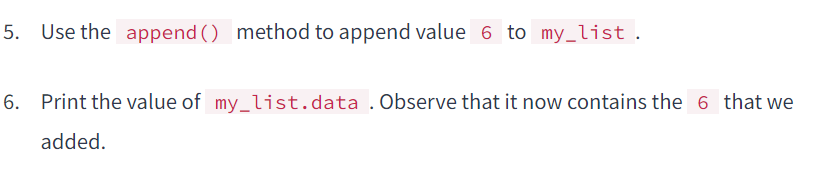 5. Use the append() method to append value 6 to my_list .
6. Print the value of my_list.data . Observe that it now contains the 6 that we
added.